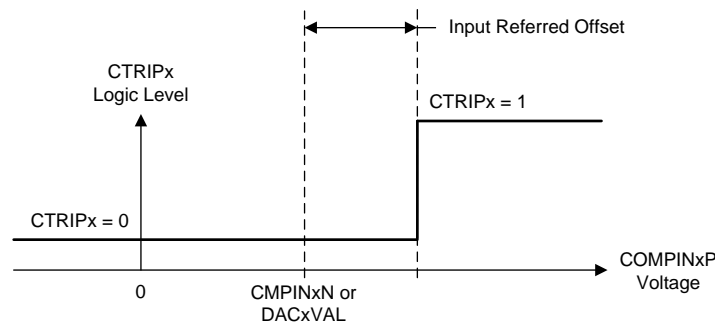 Input Referred Offset
CTRIPx
Logic Level
CTRIPx = 1
CTRIPx = 0
COMPINxP
Voltage
0
CMPINxN or
DACxVAL